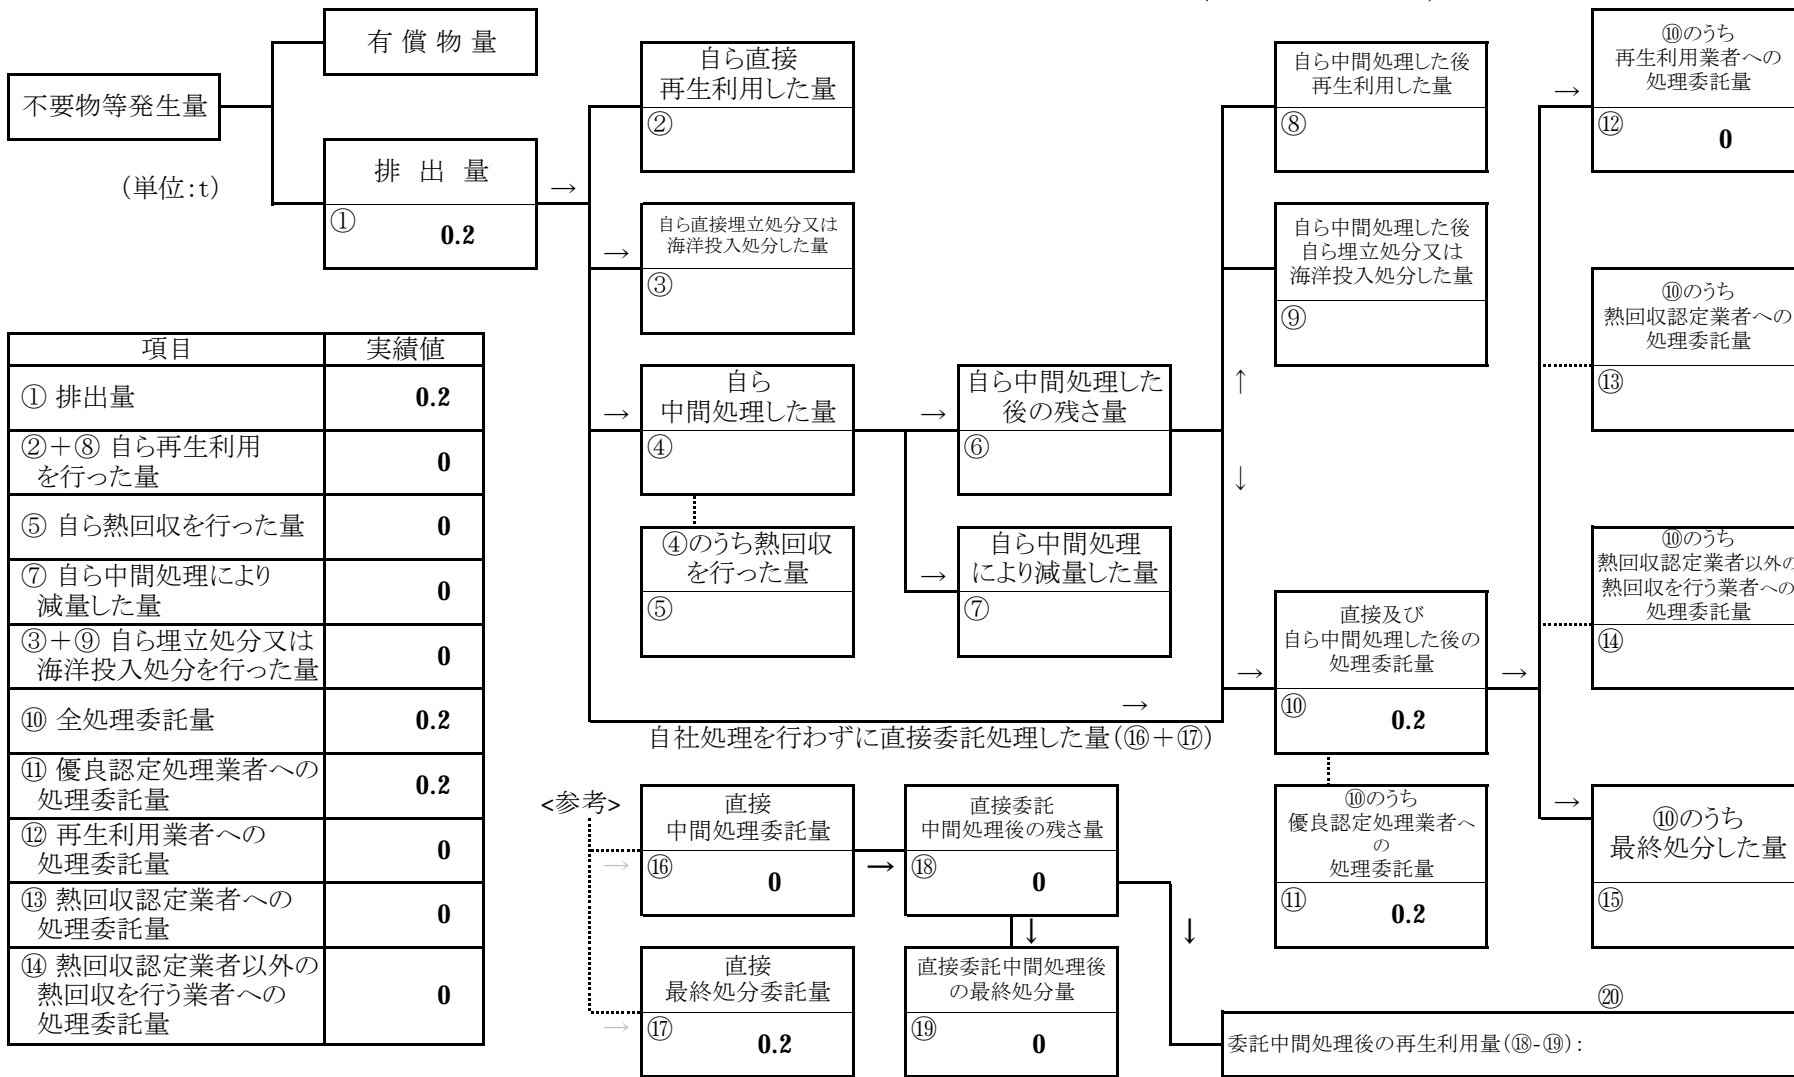 有 償 物 量
不要物等発生量
(単位:t)
排 出 量
①
0.2
→
項目 実績値
① 排出量 0.2
②+⑧ 自ら再生利用
を行った量 0
⑤ 自ら熱回収を行った量 0
⑦ 自ら中間処理により
減量した量 0
③+⑨ 自ら埋立処分又は
海洋投入処分を行った量 0
⑩ 全処理委託量 0.2
⑪ 優良認定処理業者への
処理委託量 0.2
⑫ 再生利用業者への
処理委託量 0
⑬ 熱回収認定業者への
処理委託量 0
⑭ 熱回収認定業者以外の
熱回収を行う業者への
処理委託量 0
自ら直接
再生利用した量
②
→
自ら直接埋立処分又は
海洋投入処分した量
③
→
自ら
中間処理した量
④
④のうち熱回収
を行った量
⑤
→
自ら中間処理した
後の残さ量
⑥
→
自ら中間処理
により減量した量
⑦
→
自社処理を行わずに直接委託処理した量(⑯+⑰)
<参考>
→
直接
中間処理委託量
⑯ 0
→
直接委託
中間処理後の残さ量
⑱ 0
→
直接
最終処分委託量
⑰ 0.2
↓
直接委託中間処理後
の最終処分量
⑲ 0
↓
自ら中間処理した後
再生利用した量
⑧
自ら中間処理した後
自ら埋立処分又は
海洋投入処分した量
⑨
↑
↓
→
直接及び
自ら中間処理した後の
処理委託量
⑩ 0.2
→
⑩のうち
優良認定処理業者へ
の
処理委託量
⑪ 0.2
→
⑩のうち
再生利用業者への
処理委託量
⑫ 0
⑩のうち
熱回収認定業者への
処理委託量
⑬
⑩のうち
熱回収認定業者以外の
熱回収を行う業者への
処理委託量
⑭
→
⑩のうち
最終処分した量
⑮
⑳
委託中間処理後の再生利用量(⑱-⑲):